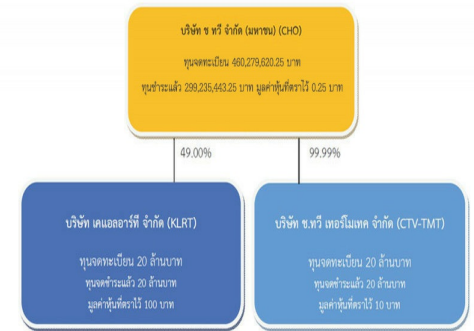 บริษัท ช ทวี จำกัด (มหาชน) (CHO)
ทุนจดทะเบียน 460,279,620.25 บาท
ทุนชำระแล้ว 299,235,443.25 บาท มูลค่าหุ้นที่ตราไว้ 0.25 บาท
49.00%
99.99%
บริษัท เคแอลอาร์ที จำกัด (KLRT)
ทุนจดทะเบียน 20 ล้านบาท
ทุนจดชำระแล้ว 20 ล้านบาท
มูลค่าหุ้นที่ตราไว้ 100 บาท
บริษัท ช.ทวี เทอร์โมเทค จำกัด (CTV-TMT)
ทุนจดทะเบียน 20 ล้านบาท
ทุนจดชำระแล้ว 20 ล้านบาท
มูลค่าหุ้นที่ตราไว้ 10 บาท